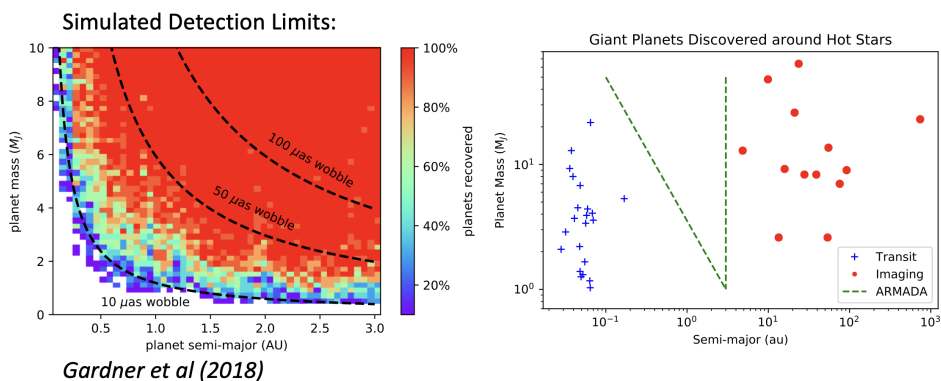 Simulated Detection Limits:
10
8
6
4
2
0
planet mass (M_J)
100 μas wobble
50 μas wobble
10 μas wobble
0.5 1.0 1.5 2.0 2.5 3.0
planet semi-major (AU)
100%
80%
60%
40%
20%
planets recovered
Gardner et al (2018)
Giant Planets Discovered around Hot Stars
Planet Mass (M_J)
10¹
10⁰
Transit
Imaging
ARMADA
10⁻¹ 10⁰ 10¹ 10² 10³
Semi-major (au)